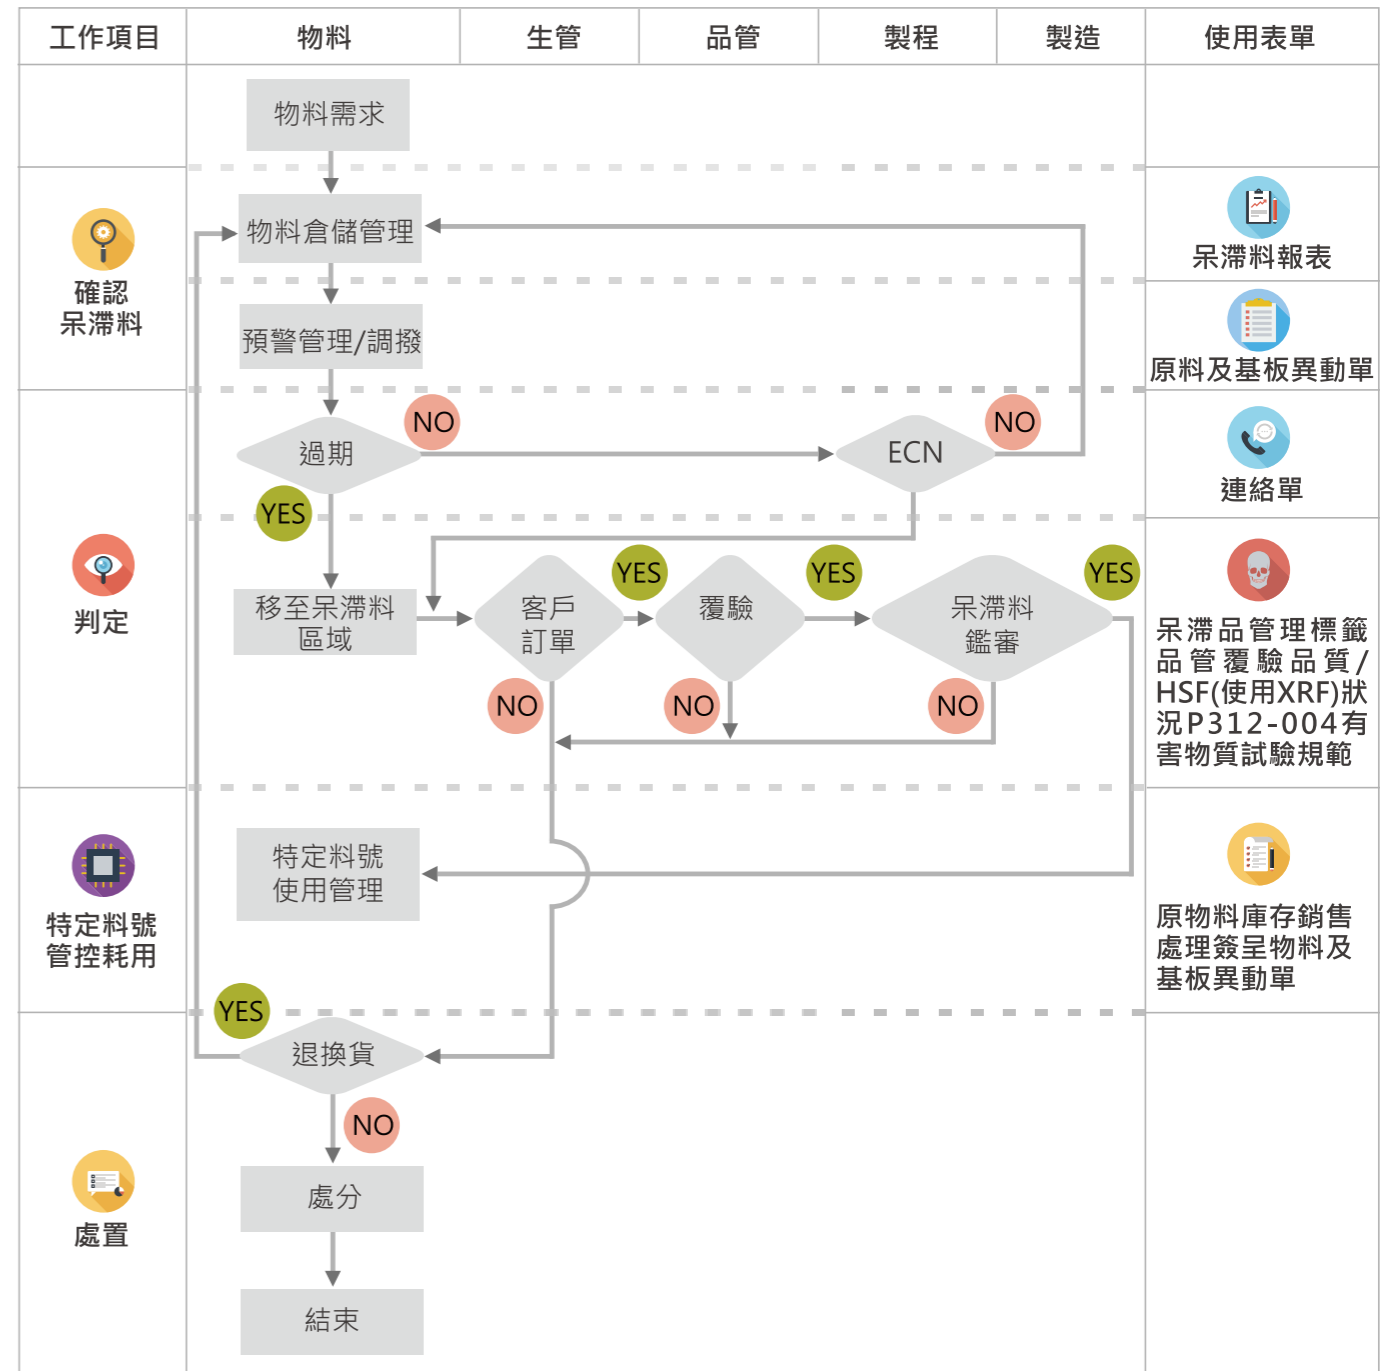 工作項目
物料
生管
品管
製程
製造
使用表單
物料需求
物料倉儲管理
確認
呆滯料
呆滯料報表
預警管理/調撥
原料及基板異動單
NO
NO
過期
ECN
連絡單
YES
YES
YES
YES
判定
移至呆滯料
區域
客戶
訂單
覆驗
呆滯料
鑑審
呆滯品管理標籤
品管覆驗品質/
HSF(使用XRF)狀
況P312-004有
害物質試驗規範
NO
NO
NO
特定料號
使用管理
特定料號
管控耗用
原物料庫存銷售
處理簽呈物料及
基板異動單
YES
退換貨
NO
處分
處置
結束